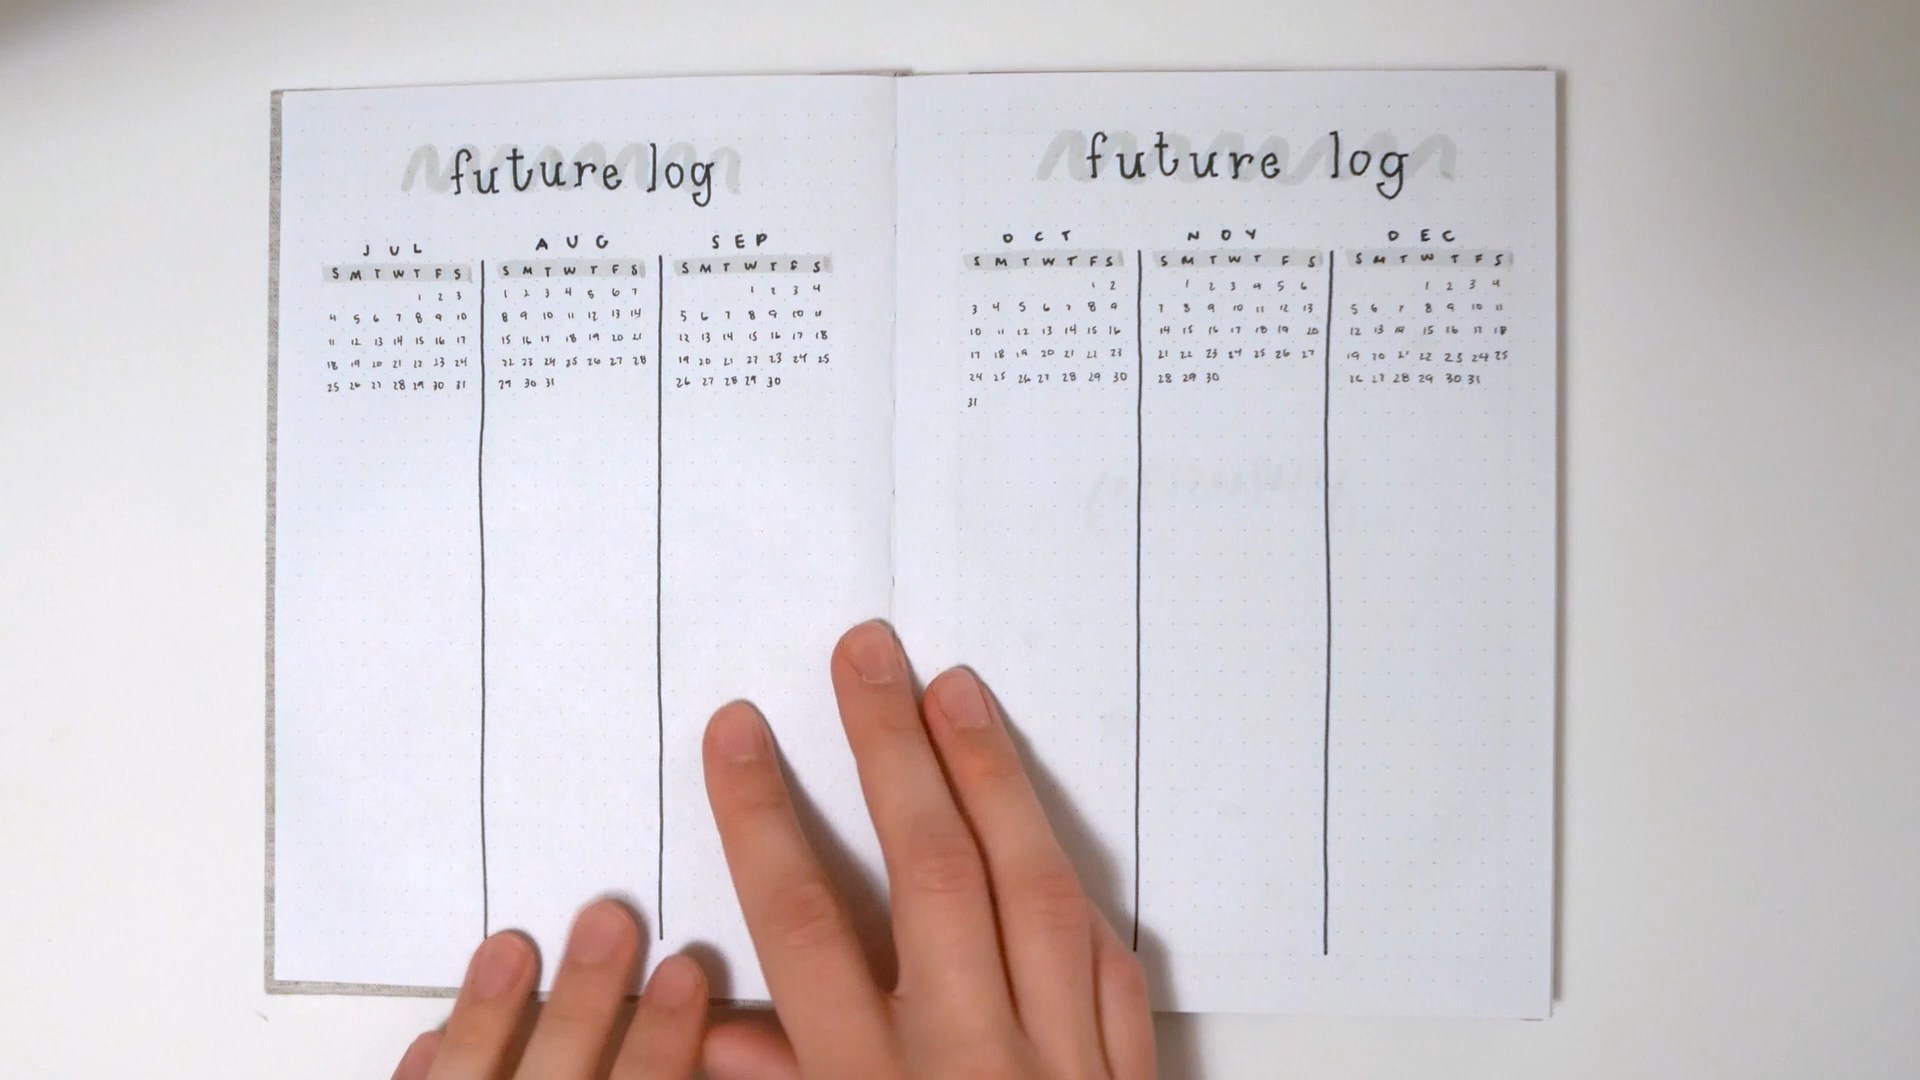 future log
JUL
S M T W T F S
1 2 3
4 5 6 7 8 9 10
11 12 13 14 15 16 17
18 19 20 21 22 23 24
25 26 27 28 29 30 31
AUG
S M T W T F S
1 2 3 4 5 6 7
8 9 10 11 12 13 14
15 16 17 18 19 20 21
22 23 24 25 26 27 28
29 30 31
SEP
S M T W T F S
1 2 3 4
5 6 7 8 9 10 11
12 13 14 15 16 17 18
19 20 21 22 23 24 25
26 27 28 29 30
future log
OCT
S M T W T F S
1 2
3 4 5 6 7 8 9
10 11 12 13 14 15 16
17 18 19 20 21 22 23
24 25 26 27 28 29 30
31
NOV
S M T W T F S
1 2 3 4 5 6
7 8 9 10 11 12 13
14 15 16 17 18 19 20
21 22 23 24 25 26 27
28 29 30
DEC
S M T W T F S
1 2 3 4
5 6 7 8 9 10 11
12 13 14 15 16 17 18
19 20 21 22 23 24 25
26 27 28 29 30 31